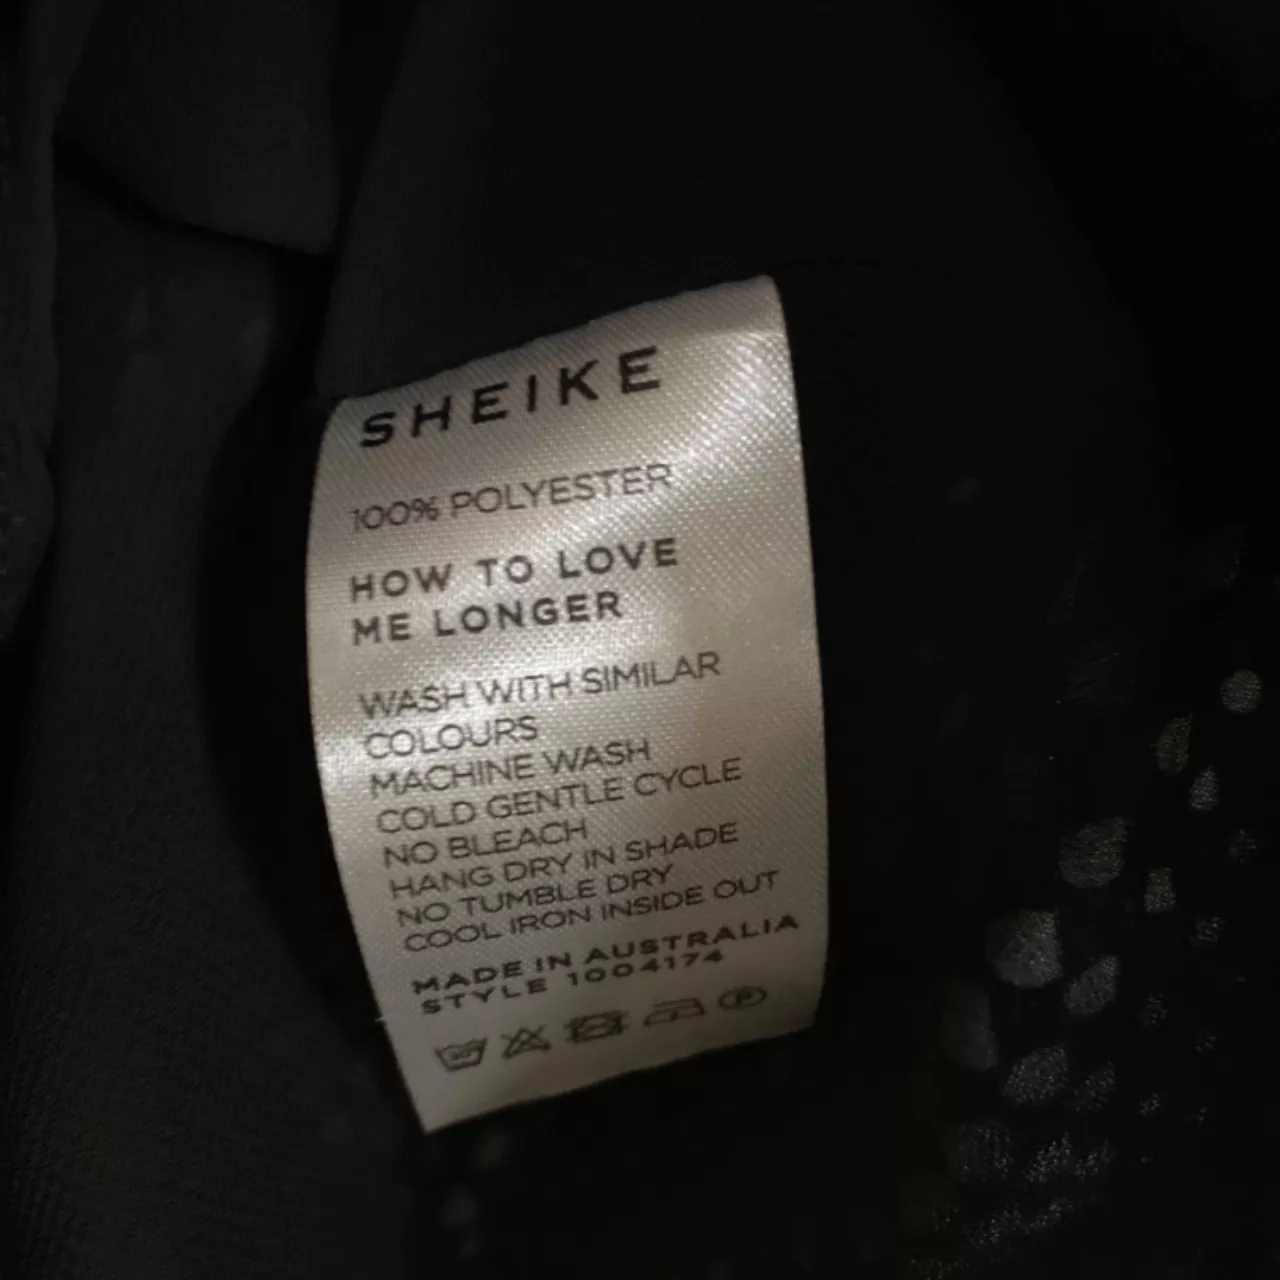 SHEIKE
100% POLYESTER
HOW TO LOVE
ME LONGER
WASH WITH SIMILAR
COLOURS
MACHINE WASH
COLD GENTLE CYCLE
NO BLEACH
HANG DRY IN SHADE
NO TUMBLE DRY
COOL IRON INSIDE OUT
MADE IN AUSTRALIA
STYLE 1004174
30° P